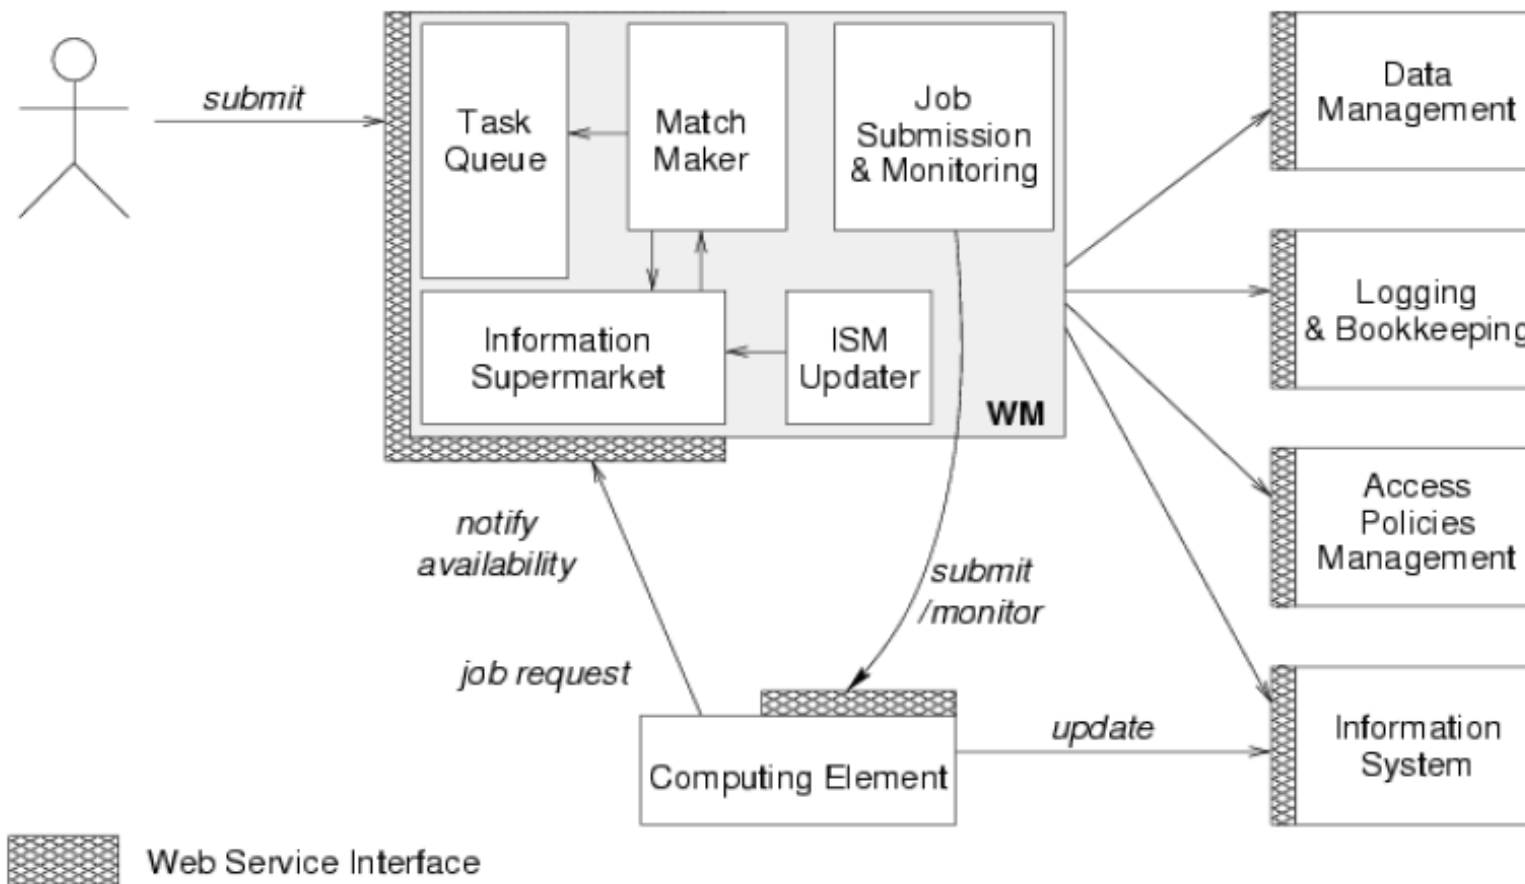 submit
Task
Queue
Match
Maker
Job
Submission
& Monitoring
Data
Management
Information
Supermarket
ISM
Updater
WM
Logging
& Bookkeeping
notify
availability
Access
Policies
Management
submit
/monitor
job request
Computing Element
update
Information
System
Web Service Interface